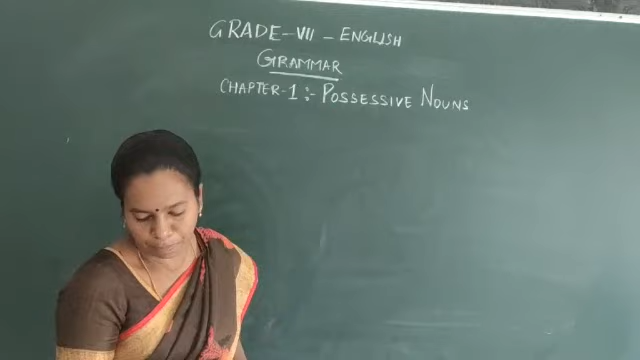 GRADE-VII - ENGLISH
GRAMMAR
CHAPTER-1:- POSSESSIVE NOUNS